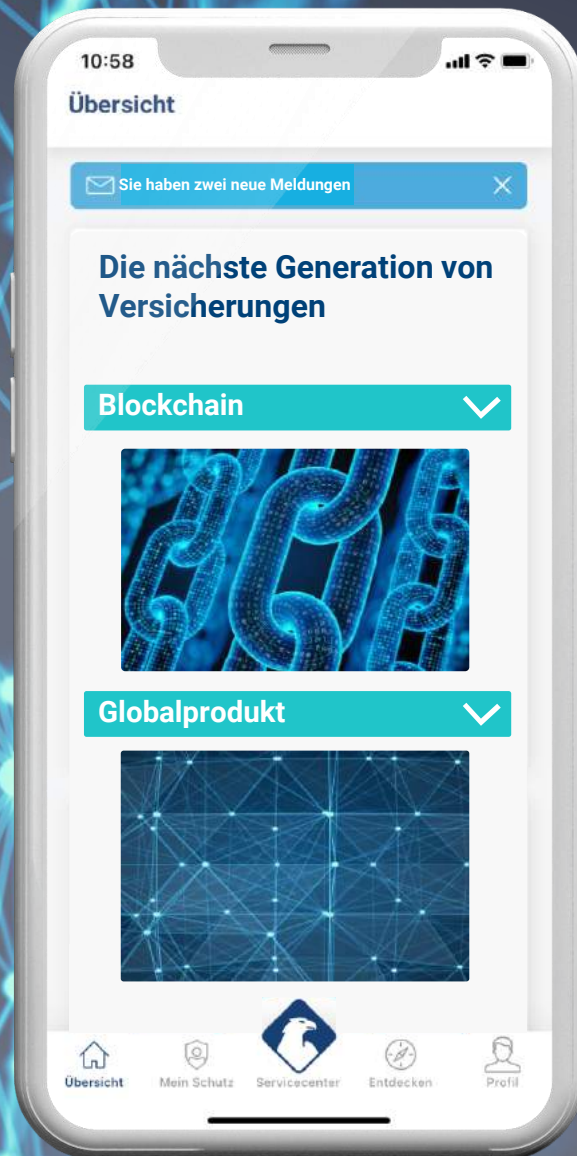 10:58
Übersicht
Sie haben zwei neue Meldungen
Die nächste Generation von
Versicherungen
Blockchain
Globalprodukt
Übersicht
Mein Schutz
Servicecenter
Entdecken
Profil